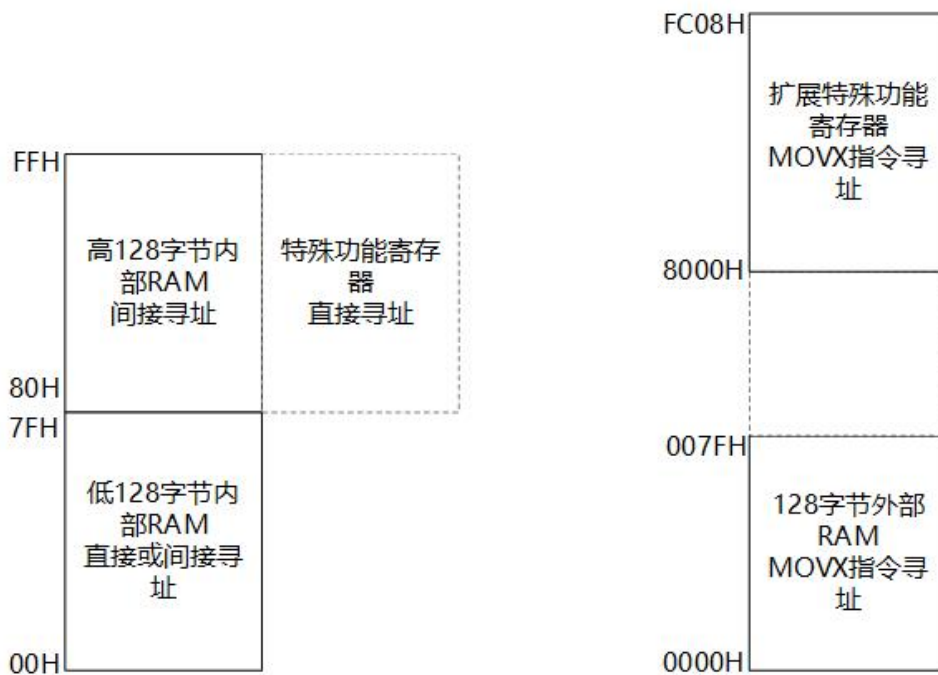 FFH
高128字节内
部RAM
间接寻址
80H
特殊功能寄存
器
直接寻址
7FH
低128字节内
部RAM
直接或间接寻
址
00H
FC08H
扩展特殊功能
寄存器
MOVX指令寻
址
8000H
007FH
128字节外部
RAM
MOVX指令寻
址
0000H